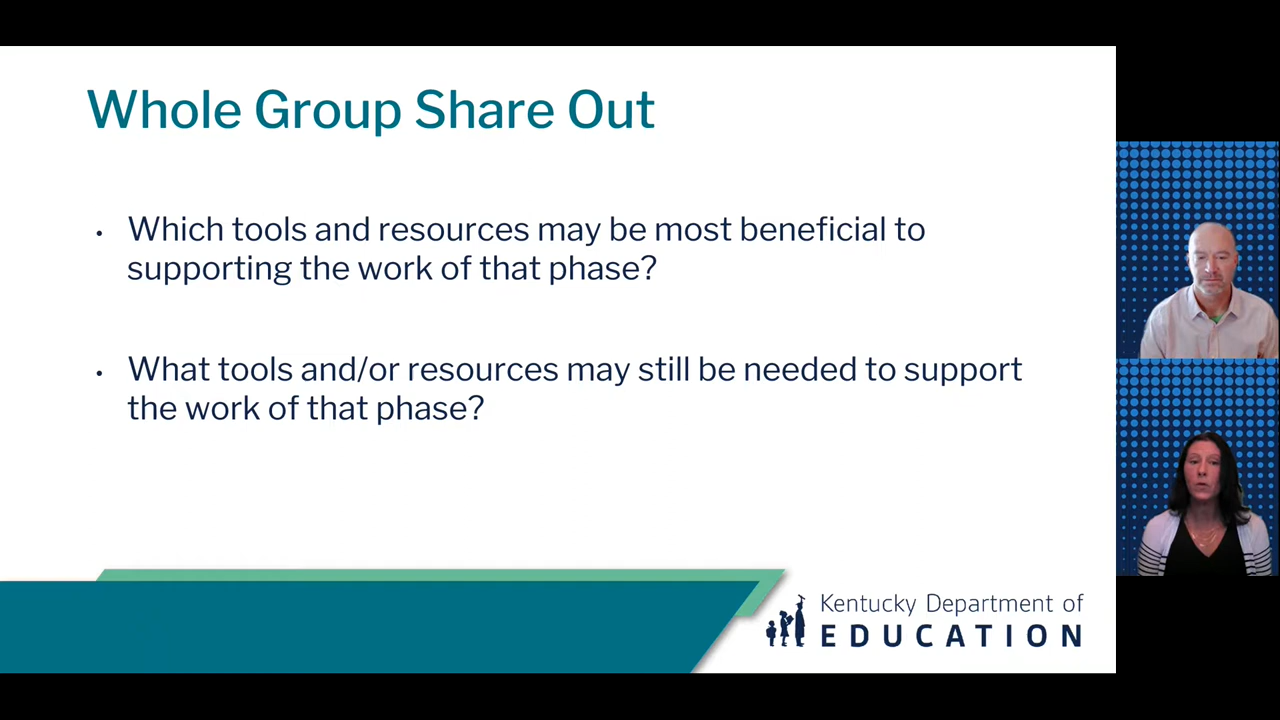 Whole Group Share Out
• Which tools and resources may be most beneficial to
supporting the work of that phase?
• What tools and/or resources may still be needed to support
the work of that phase?
Kentucky Department of
EDUCATION